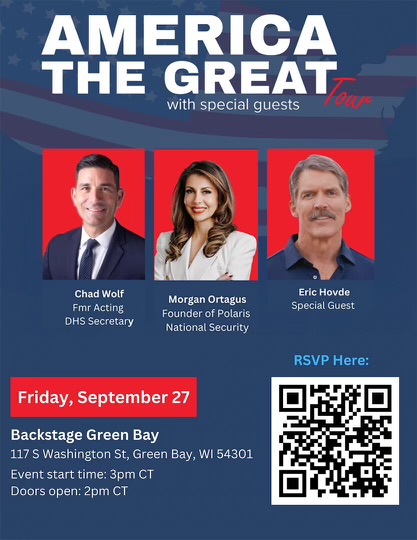 AMERICA
THE GREAT
Tour
with special guests
Chad Wolf
Fmr Acting
DHS Secretary
Morgan Ortagus
Founder of Polaris
National Security
Eric Hovde
Special Guest
RSVP Here:
Friday, September 27
Backstage Green Bay
117 S Washington St, Green Bay, WI 54301
Event start time: 3pm CT
Doors open: 2pm CT